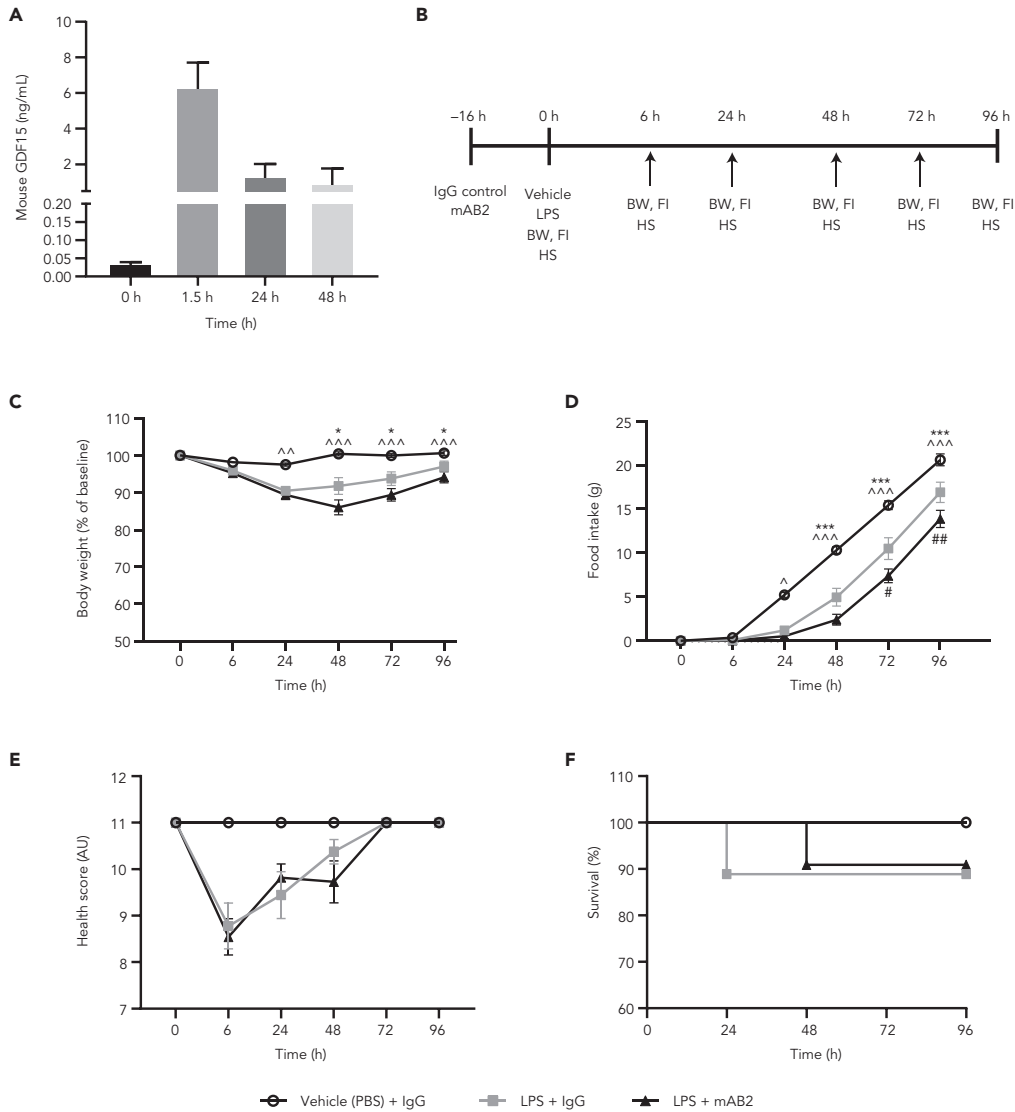 A
Mouse GDF15 (ng/mL)
10
8
6
4
2
0.20
0.15
0.10
0.05
0.00
0 h
1.5 h
24 h
48 h
Time (h)
B
–16 h
0 h
6 h
24 h
48 h
72 h
96 h
IgG control
mAB2
Vehicle
LPS
BW, FI
HS
BW, FI
HS
BW, FI
HS
BW, FI
HS
BW, FI
HS
BW, FI
HS
C
Body weight (% of baseline)
110
100
90
80
70
60
50
^^
*
^^^
*
^^^
*
^^^
0
6
24
48
72
96
Time (h)
D
Food intake (g)
25
20
15
10
5
0
^
***
^^^
***
^^^
***
^^^
#
##
0
6
24
48
72
96
Time (h)
E
Health score (AU)
12
11
10
9
8
7
0
6
24
48
72
96
Time (h)
F
Survival (%)
110
100
90
80
70
60
0
24
48
72
96
Time (h)
Vehicle (PBS) + IgG
LPS + IgG
LPS + mAB2